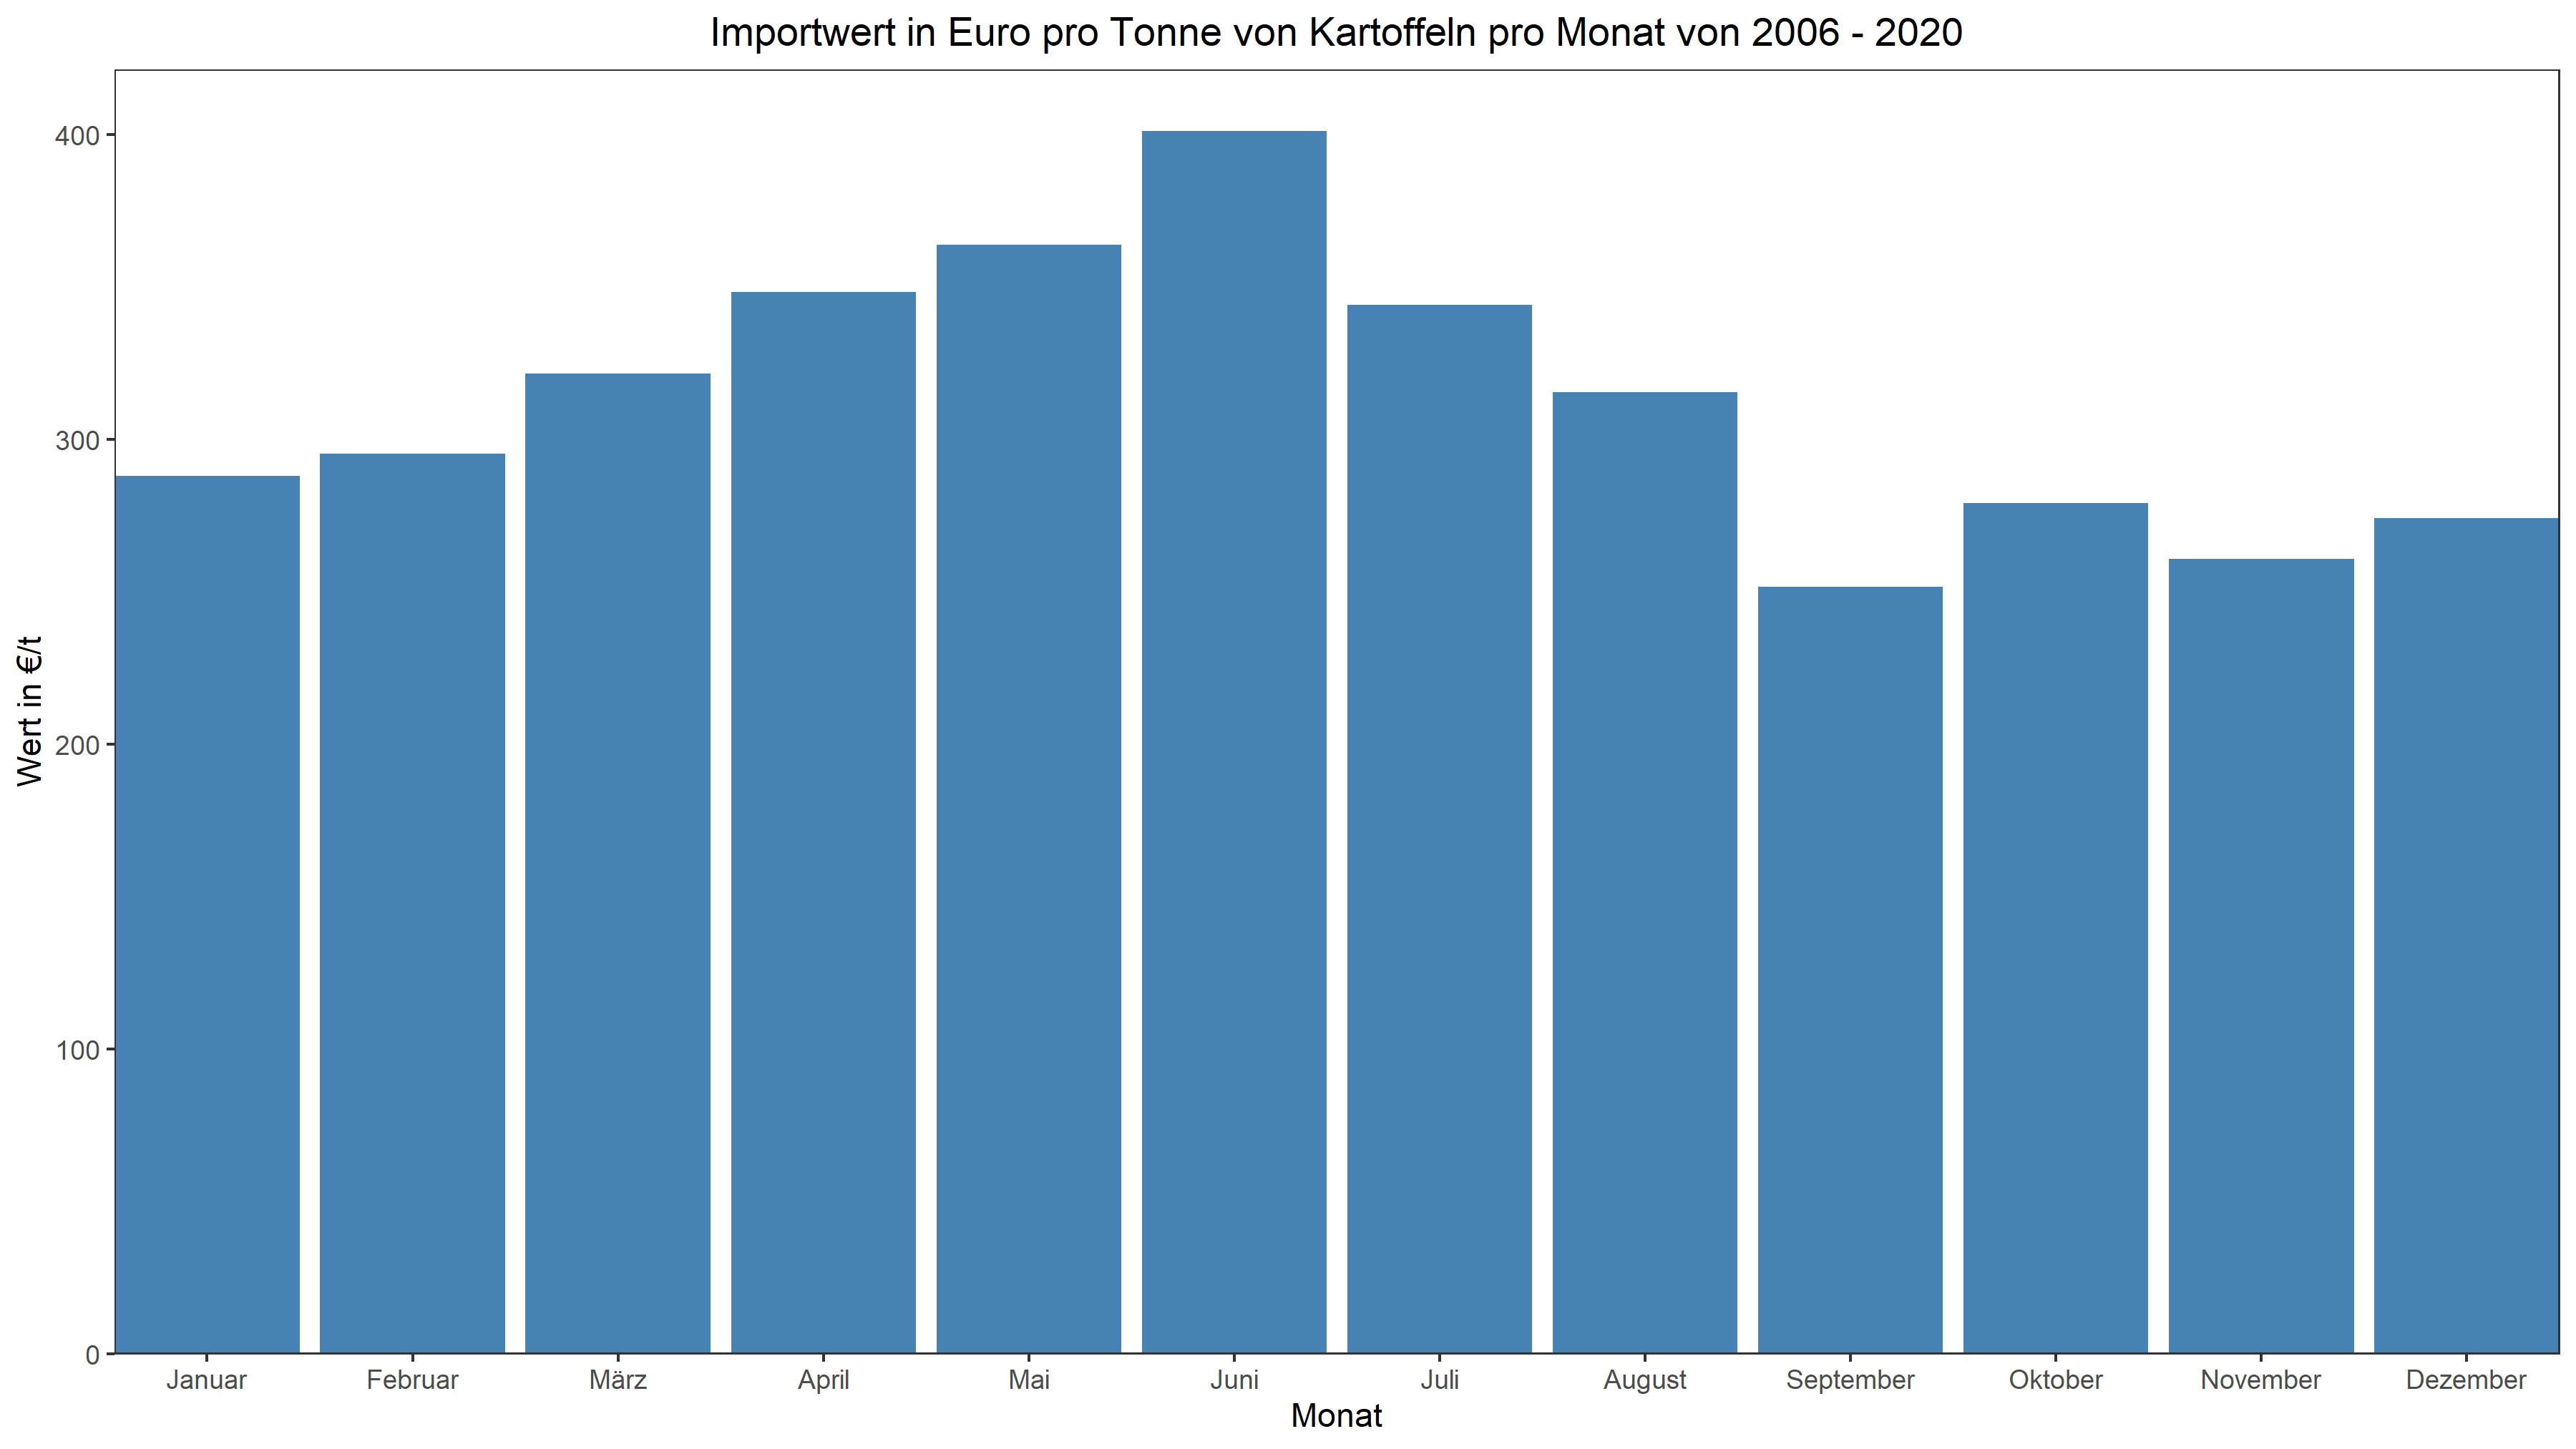 Importwert in Euro pro Tonne von Kartoffeln pro Monat von 2006 - 2020
Wert in €/t
400
300
200
100
0
Januar Februar März April Mai Juni Juli August September Oktober November Dezember
Monat